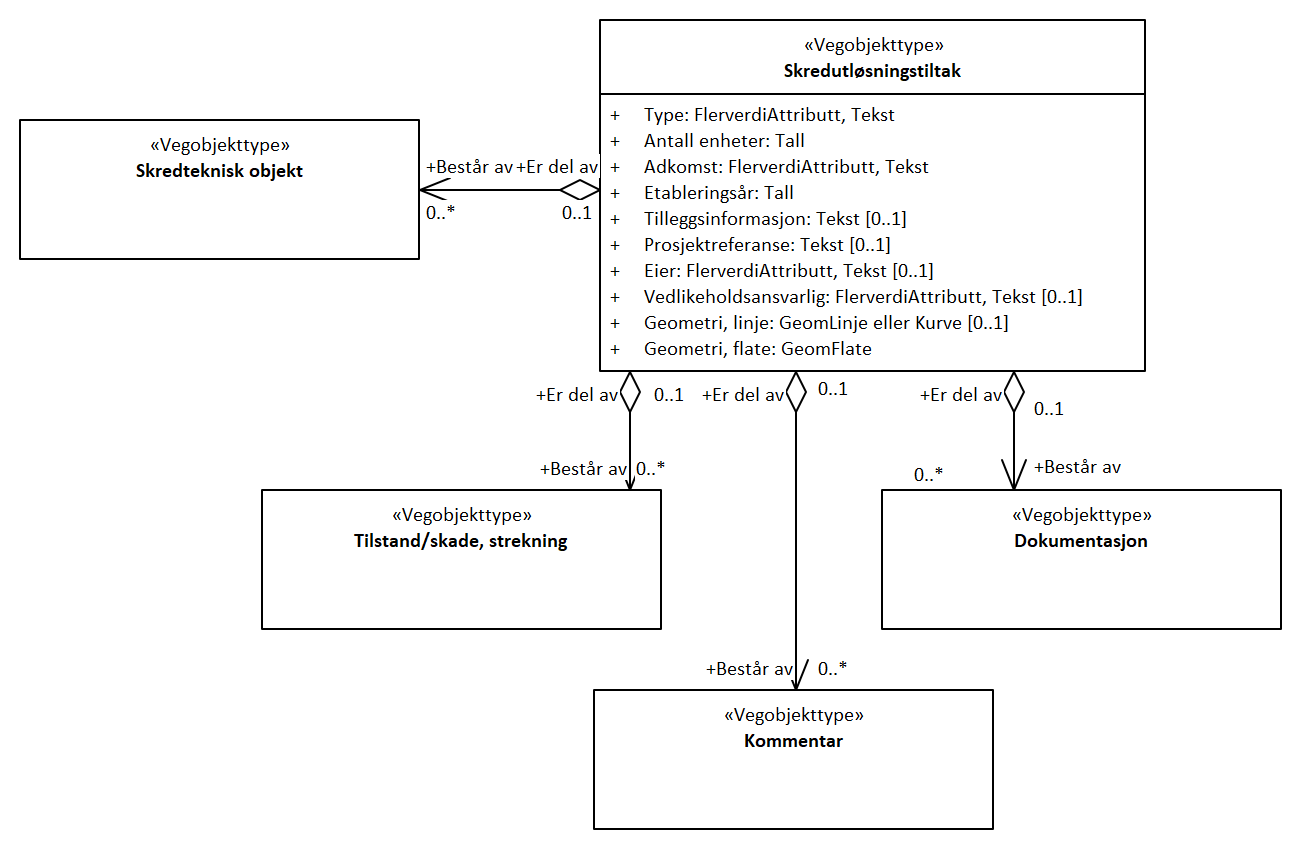 «Vegobjekttype»
Skredutløsningstiltak
+ Type: FlerverdiAttributt, Tekst
+ Antall enheter: Tall
+ Adkomst: FlerverdiAttributt, Tekst
+ Etableringsår: Tall
+ Tilleggsinformasjon: Tekst [0..1]
+ Prosjektreferanse: Tekst [0..1]
+ Eier: FlerverdiAttributt, Tekst [0..1]
+ Vedlikeholdsansvarlig: FlerverdiAttributt, Tekst [0..1]
+ Geometri, linje: GeomLinje eller Kurve [0..1]
+ Geometri, flate: GeomFlate
«Vegobjekttype»
Skredteknisk objekt
+Består av +Er del av
0..* 0..1
+Er del av 0..1
+Er del av 0..1
+Er del av 0..1
+Består av 0..*
0..* +Består av
«Vegobjekttype»
Tilstand/skade, strekning
«Vegobjekttype»
Dokumentasjon
+Består av 0..*
«Vegobjekttype»
Kommentar